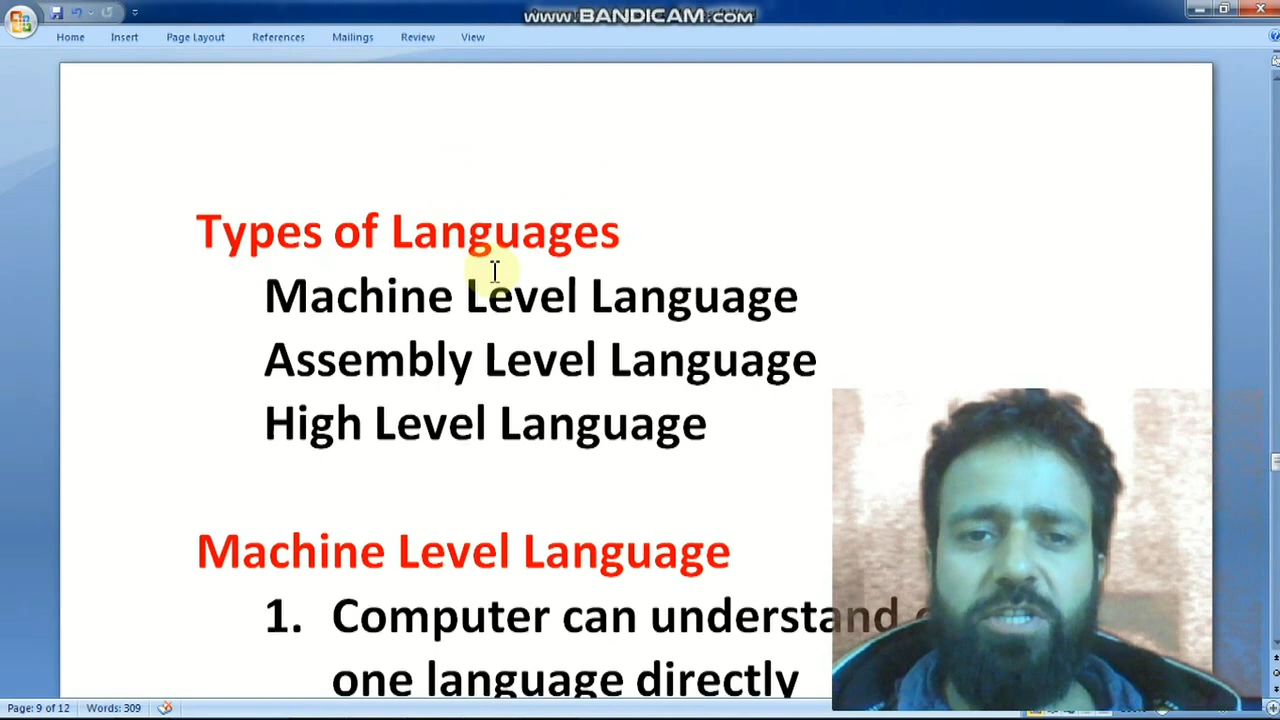 www.BANDICAM.com
Home Insert Page Layout References Mailings Review View
Types of Languages
Machine Level Language
Assembly Level Language
High Level Language
Machine Level Language
1. Computer can understand
one language directly
Page: 9 of 12 Words: 309